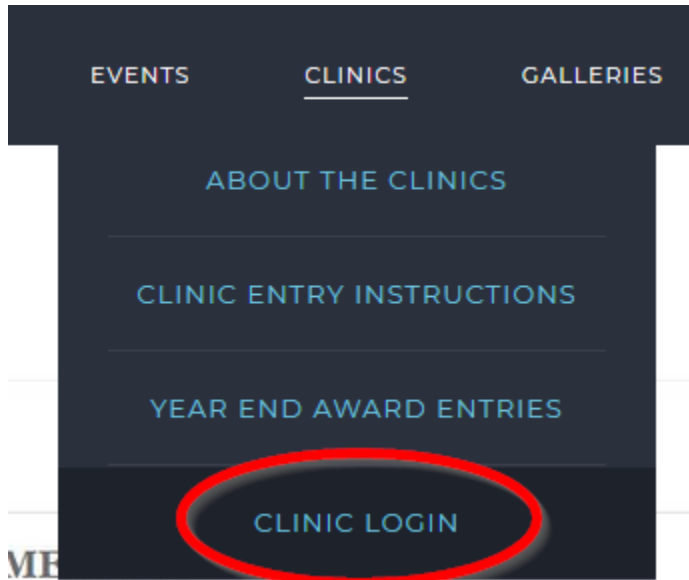 EVENTS CLINICS GALLERIES
ABOUT THE CLINICS
CLINIC ENTRY INSTRUCTIONS
YEAR END AWARD ENTRIES
CLINIC LOGIN